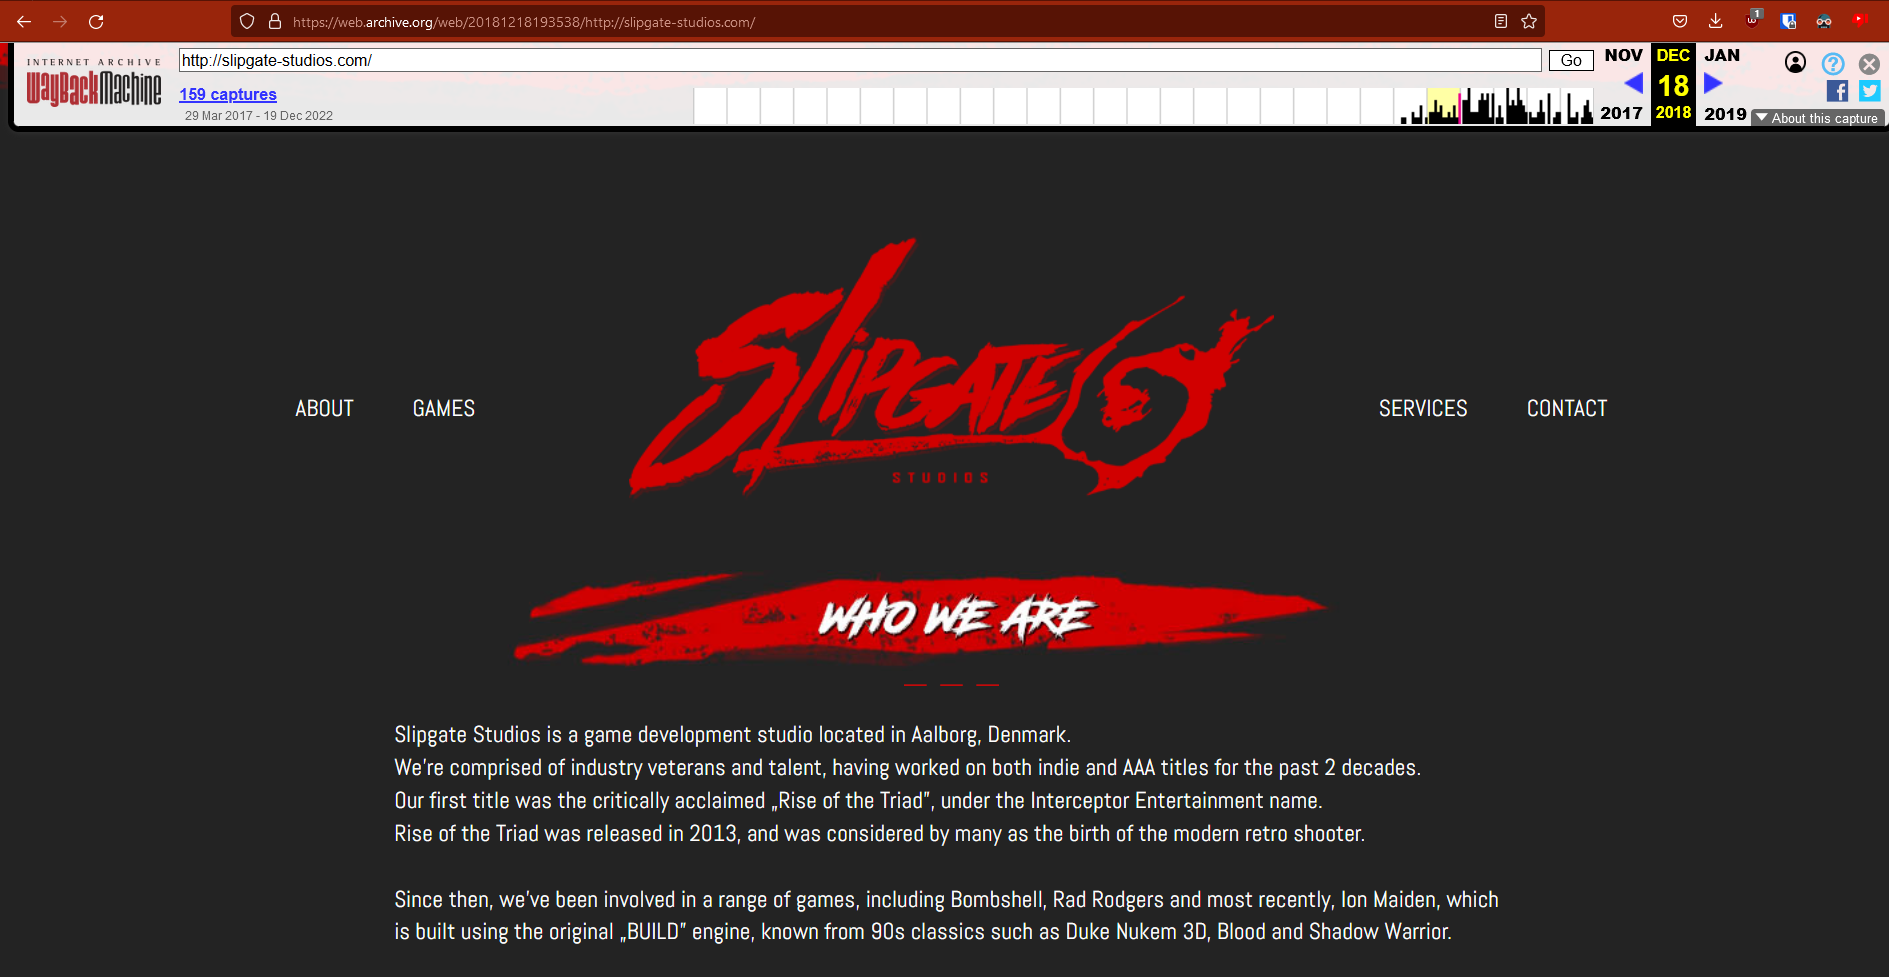 https://web.archive.org/web/20181218193538/http://slipgate-studios.com/
1
INTERNET ARCHIVE
WayBackMachine
http://slipgate-studios.com/
Go
159 captures
29 Mar 2017 - 19 Dec 2022
NOV DEC JAN
18
2017 2018 2019
About this capture
ABOUT
GAMES
SLIPGATE
STUDIOS
SERVICES
CONTACT
WHO WE ARE
Slipgate Studios is a game development studio located in Aalborg, Denmark.
We're comprised of industry veterans and talent, having worked on both indie and AAA titles for the past 2 decades.
Our first title was the critically acclaimed „Rise of the Triad”, under the Interceptor Entertainment name.
Rise of the Triad was released in 2013, and was considered by many as the birth of the modern retro shooter.
Since then, we've been involved in a range of games, including Bombshell, Rad Rodgers and most recently, Ion Maiden, which
is built using the original „BUILD” engine, known from 90s classics such as Duke Nukem 3D, Blood and Shadow Warrior.